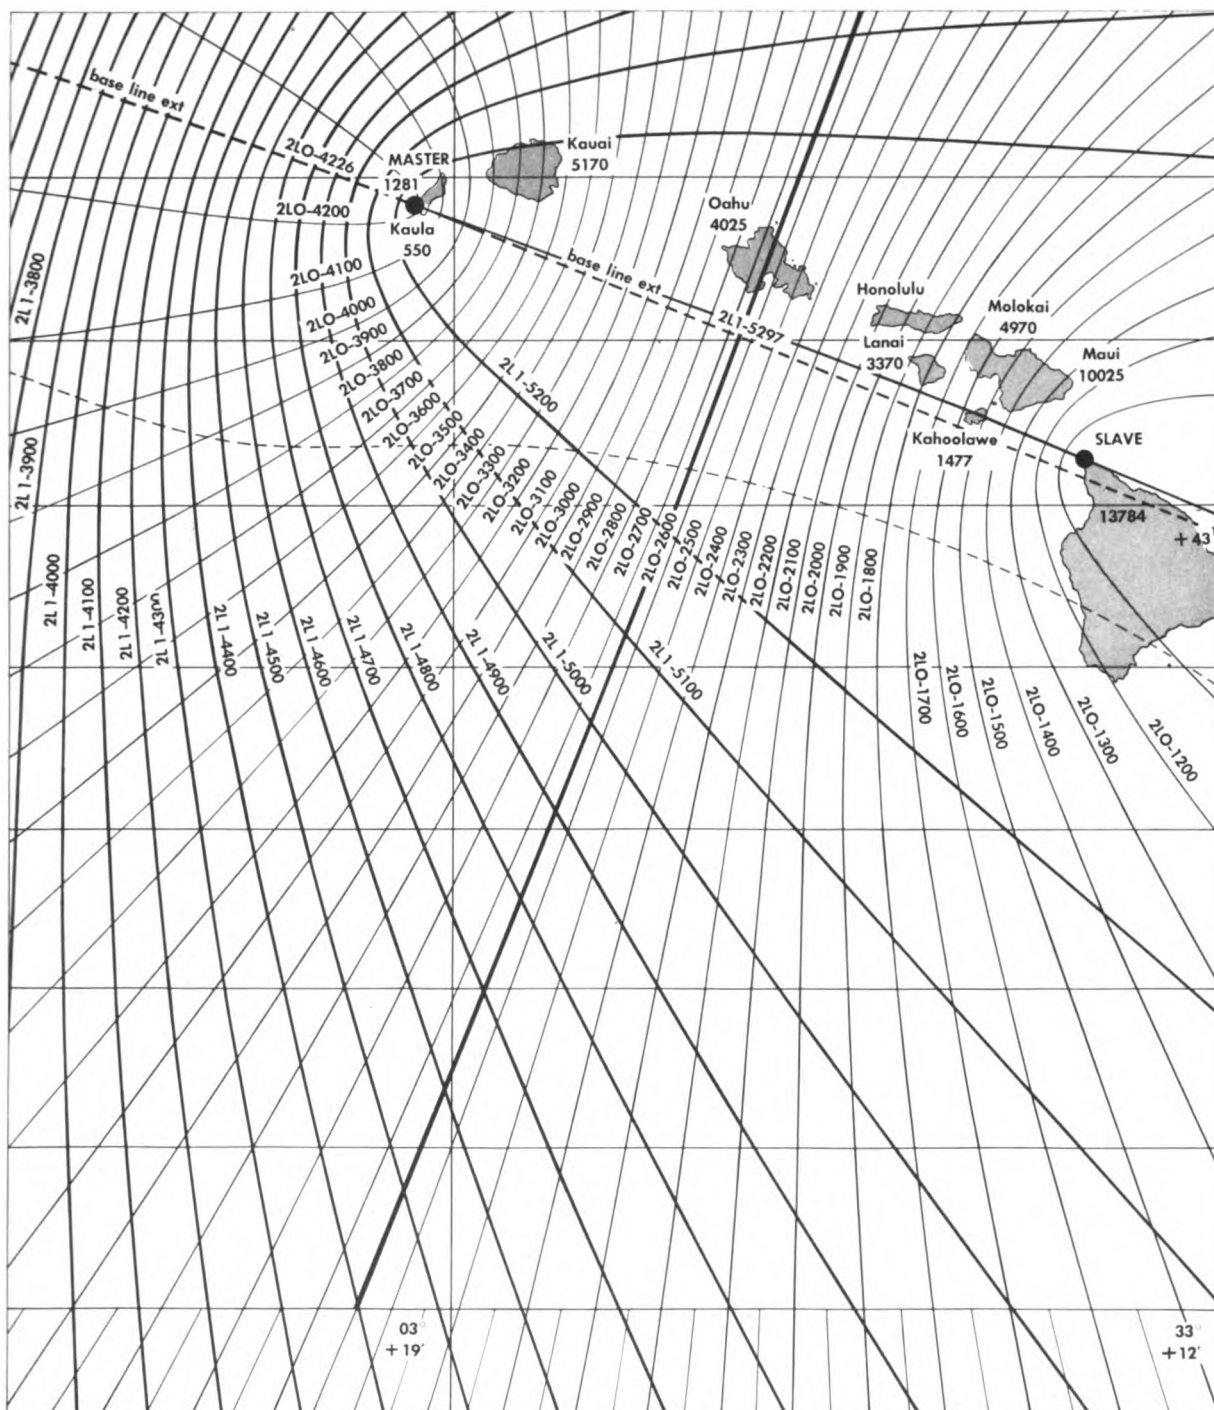 base line ext
2LO-4226
MASTER
1281
Kauai
5170
2LO-4200
Kaula
550
Oahu
4025
base line ext
2L1-5297
Honolulu
Molokai
4970
Lanai
3370
Maui
10025
Kahoolawe
1477
SLAVE
13784
+43
2L1-3800
2L1-3900
2L1-4000
2L1-4100
2L1-4200
2L1-4300
2L1-4400
2L1-4500
2L1-4600
2L1-4700
2L1-4800
2L1-4900
2L1-5000
2L1-5100
2L1-5200
2LO-4100
2LO-4000
2LO-3900
2LO-3800
2LO-3700
2LO-3600
2LO-3500
2LO-3400
2LO-3300
2LO-3200
2LO-3100
2LO-3000
2LO-2900
2LO-2800
2LO-2700
2LO-2600
2LO-2500
2LO-2400
2LO-2300
2LO-2200
2LO-2100
2LO-2000
2LO-1900
2LO-1800
2LO-1700
2LO-1600
2LO-1500
2LO-1400
2LO-1300
2LO-1200
03°
+19'
33°
+12'